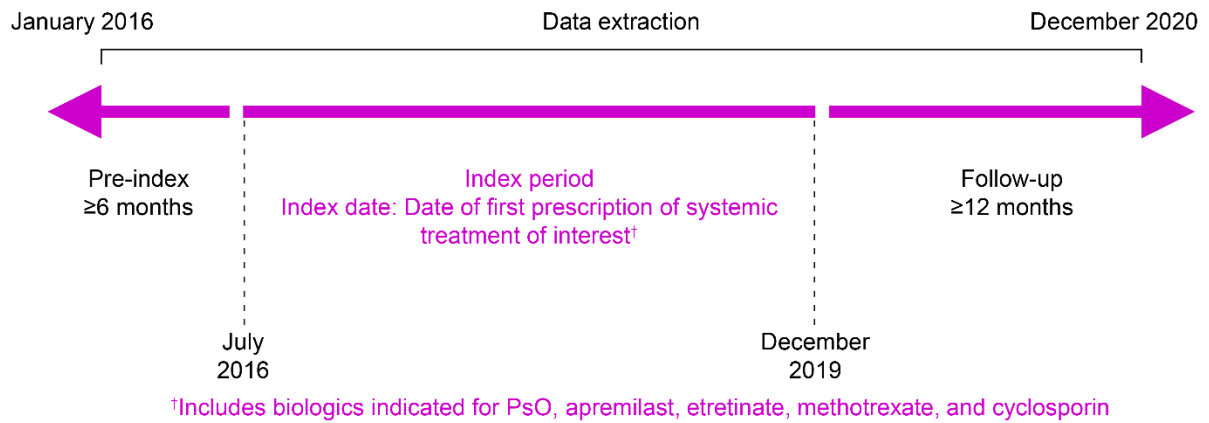 January 2016
Data extraction
December 2020
Pre-index
≥6 months
Index period
Index date: Date of first prescription of systemic
treatment of interest†
Follow-up
≥12 months
July
2016
December
2019
†Includes biologics indicated for PsO, apremilast, etretinate, methotrexate, and cyclosporin